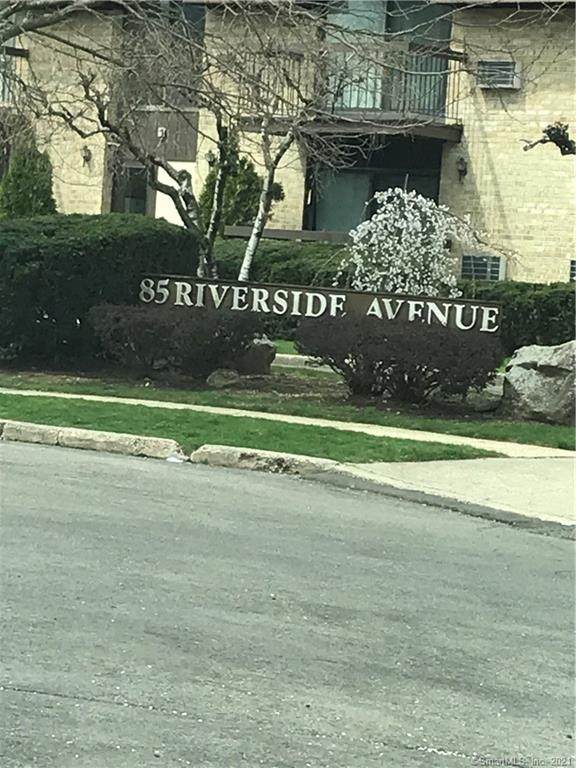 85 RIVERSIDE AVENUE
©SmartMLS, Inc. 2021